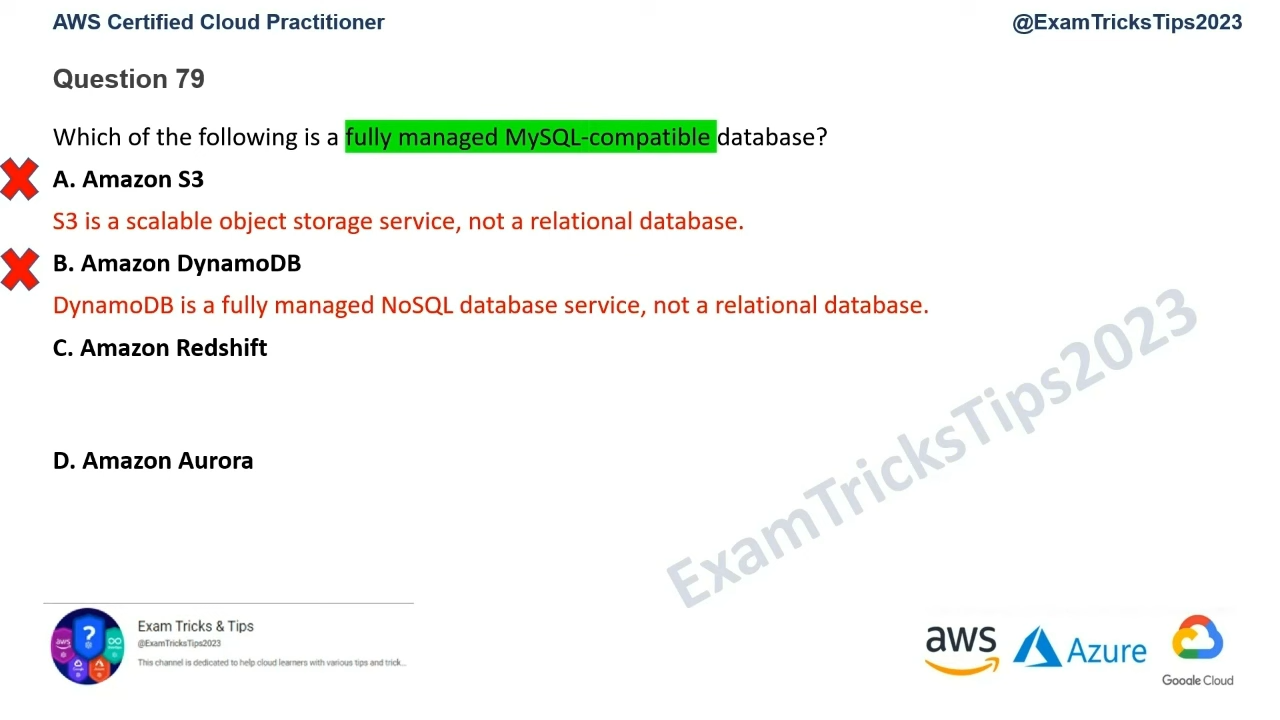 AWS Certified Cloud Practitioner
@ExamTricksTips2023
Question 79
Which of the following is a fully managed MySQL-compatible database?
A. Amazon S3
S3 is a scalable object storage service, not a relational database.
B. Amazon DynamoDB
DynamoDB is a fully managed NoSQL database service, not a relational database.
C. Amazon Redshift
D. Amazon Aurora
ExamTricksTips2023
?
aws
Exam Tricks & Tips
@ExamTricksTips2023
This channel is dedicated to help cloud learners with various tips and trick...
aws
Azure
Google Cloud